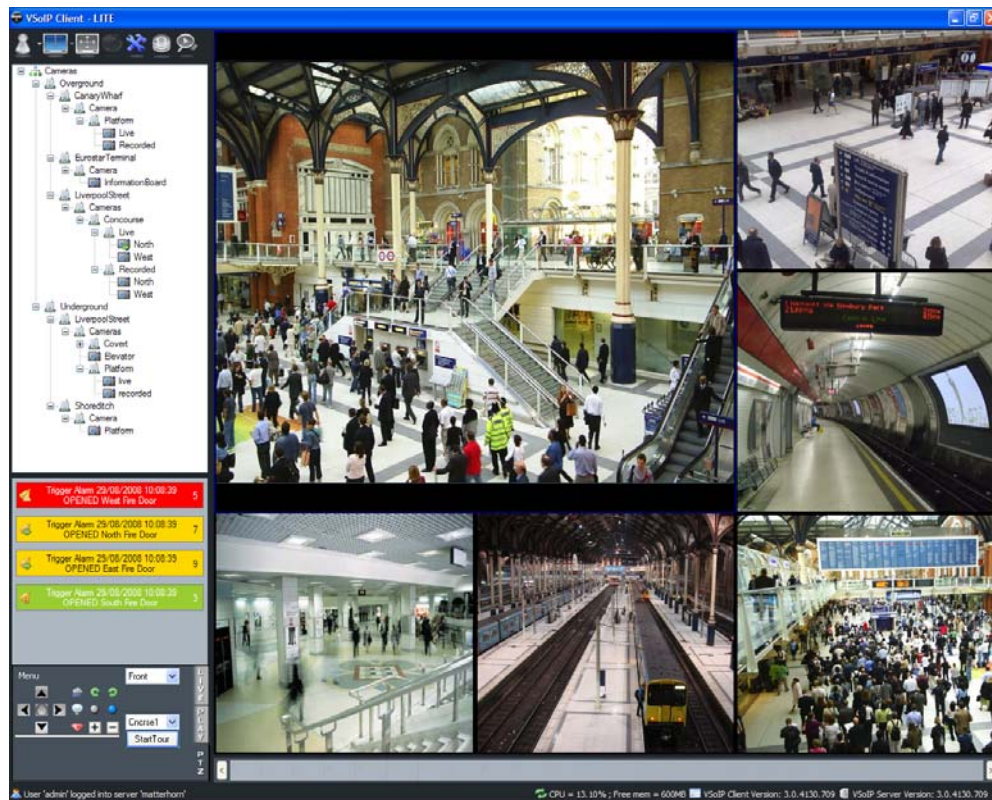 VSoIP Client - LITE
Cameras
Overground
CanaryWharf
Camera
Platform
Live
Recorded
EurostarTerminal
Camera
InformationBoard
LiverpoolStreet
Cameras
Concourse
Live
North
West
Recorded
North
West
Underground
LiverpoolStreet
Cameras
Covert
Elevator
Platform
live
recorded
Shoreditch
Camera
Platform
Trigger Alarm 29/08/2008 10:08:39 5
OPENED West Fire Door
Trigger Alarm 29/08/2008 10:08:39 7
OPENED North Fire Door
Trigger Alarm 29/08/2008 10:08:39 9
OPENED East Fire Door
Trigger Alarm 29/08/2008 10:08:39 3
OPENED South Fire Door
Menu
Front
Cncrse1
StartTour
LIVE
PLAY
PTZ
User 'admin' logged into server 'matterhorn'
CPU = 13.10% ; Free mem = 600MB
VSoIP Client Version: 3.0.4130.709
VSoIP Server Version: 3.0.4130.709